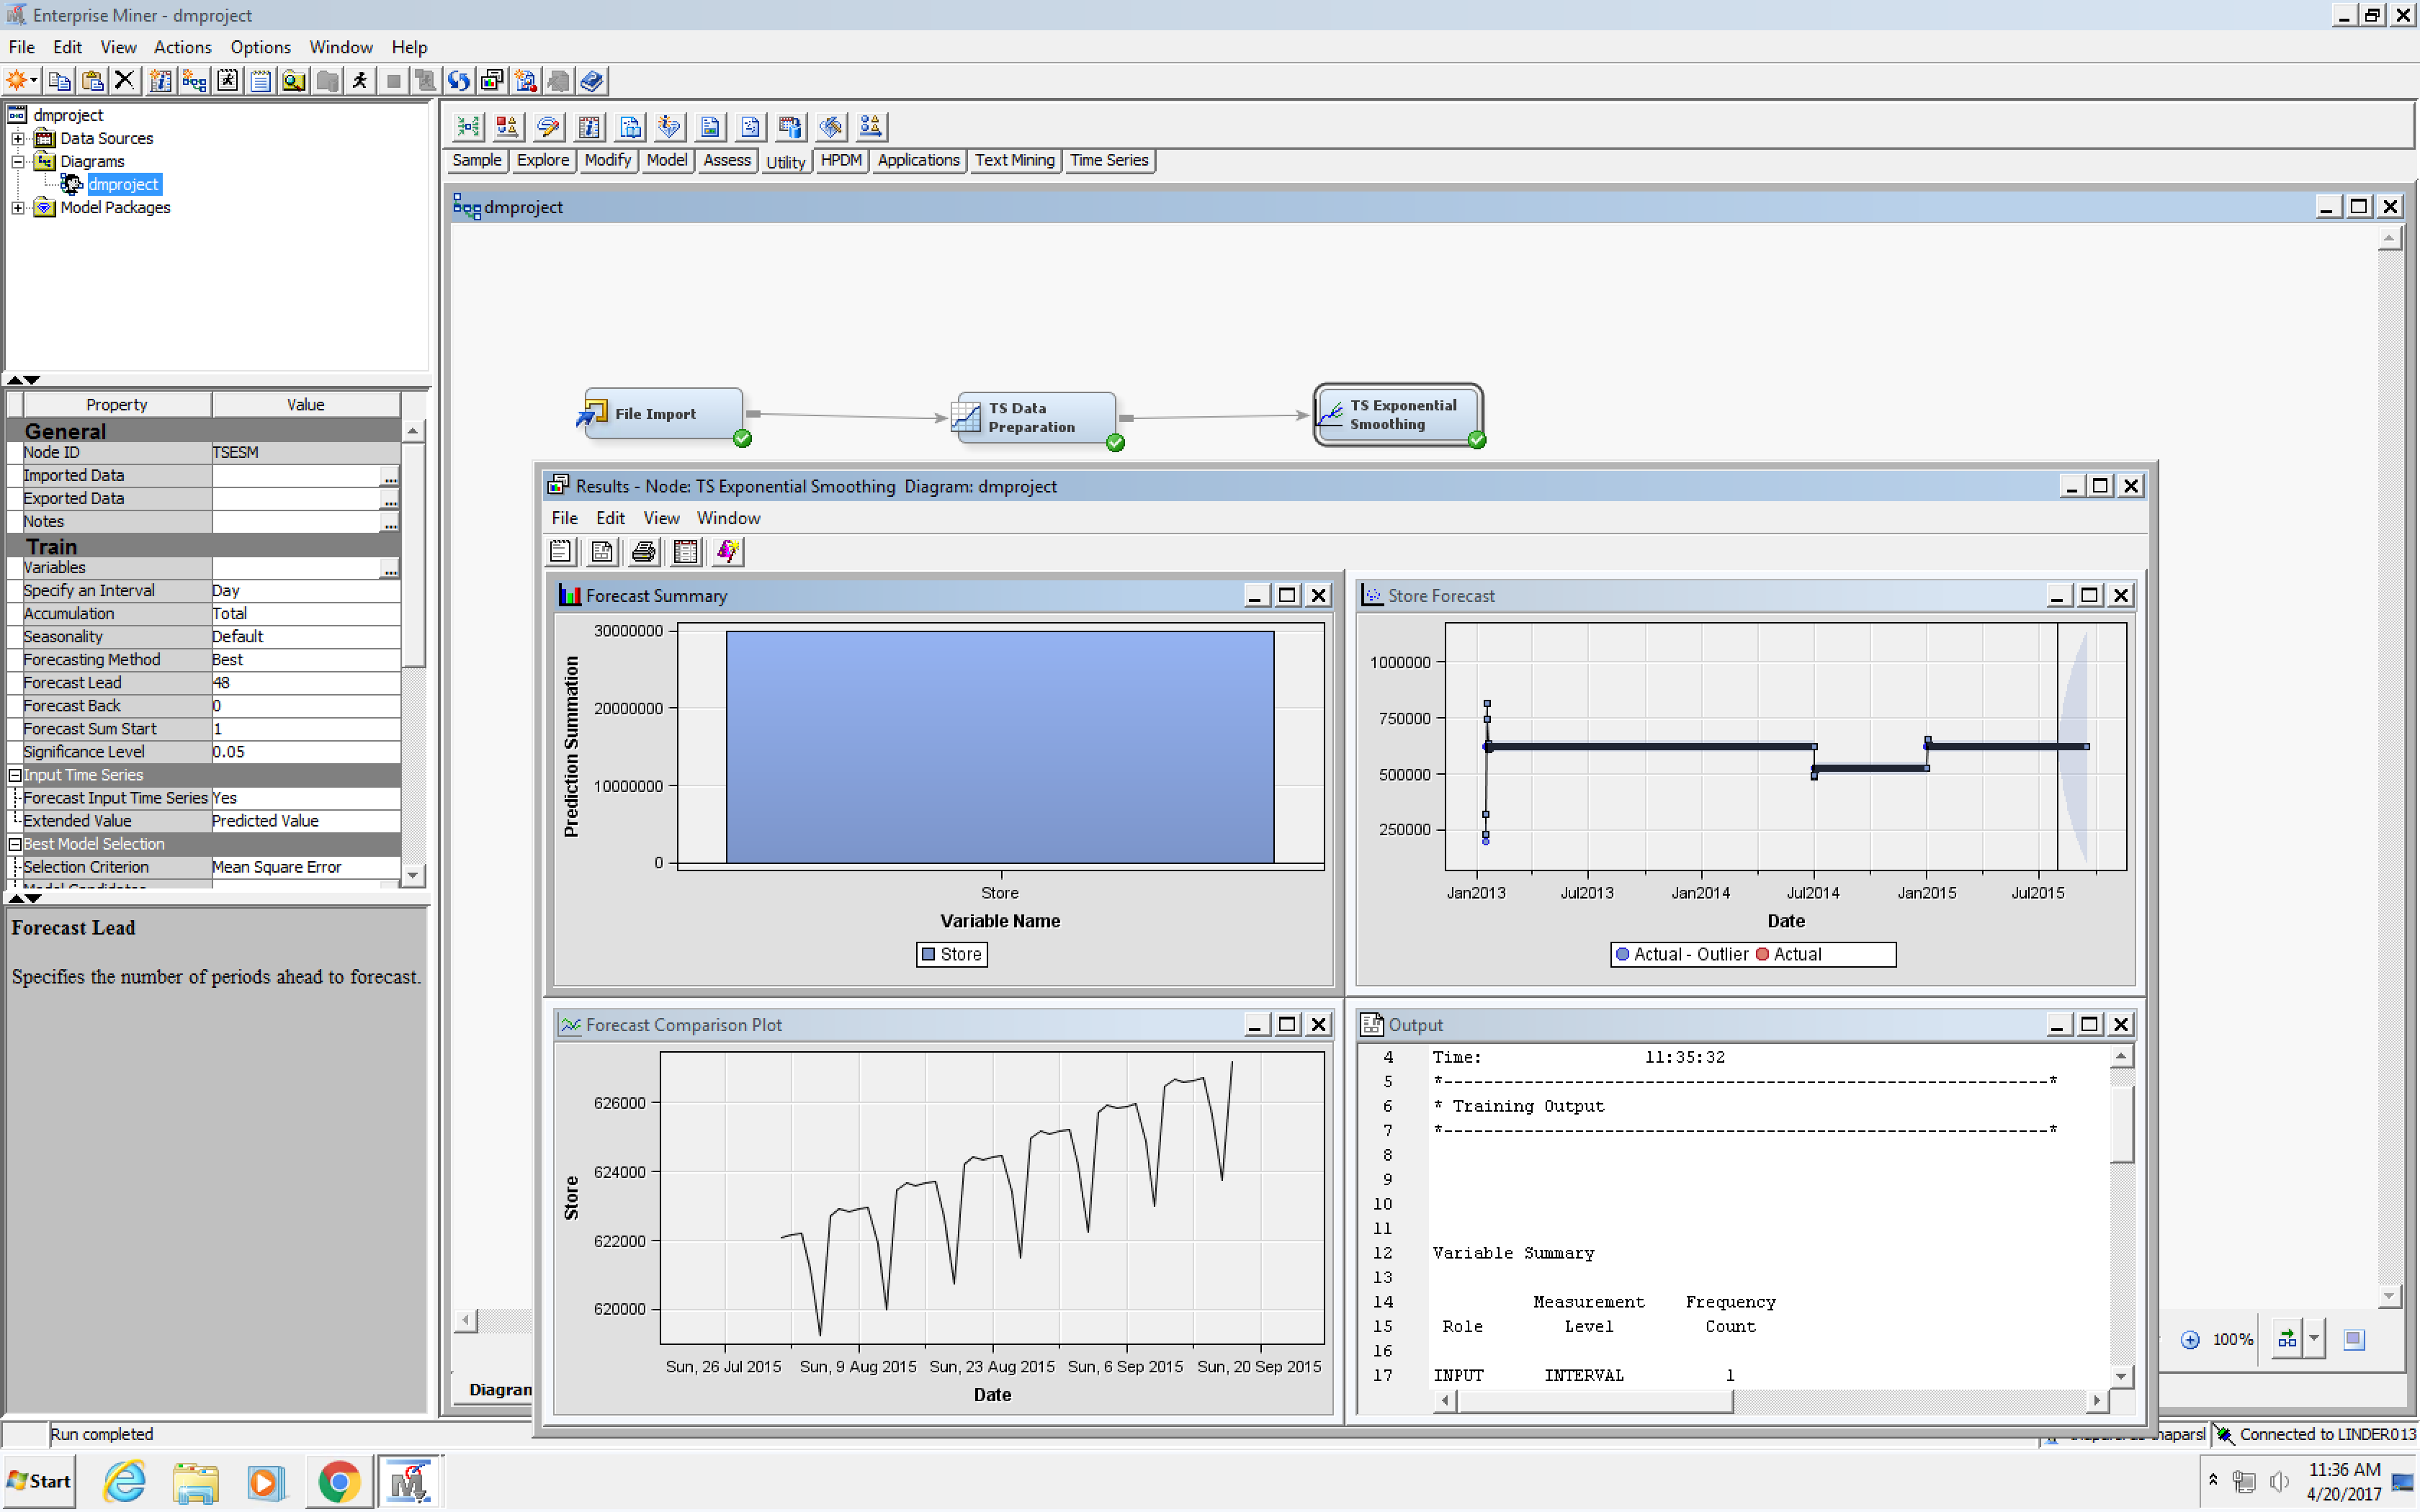 Enterprise Miner - dmproject
File Edit View Actions Options Window Help
dmproject
Data Sources
Diagrams
dmproject
Model Packages
Sample Explore Modify Model Assess Utility HPDM Applications Text Mining Time Series
dmproject
File Import
TS Data
Preparation
TS Exponential
Smoothing
Property Value
General
Node ID TSESM
Imported Data ...
Exported Data ...
Notes ...
Train
Variables ...
Specify an Interval Day
Accumulation Total
Seasonality Default
Forecasting Method Best
Forecast Lead 48
Forecast Back 0
Forecast Sum Start 1
Significance Level 0.05
Input Time Series
Forecast Input Time Series Yes
Extended Value Predicted Value
Best Model Selection
Selection Criterion Mean Square Error
Forecast Lead
Specifies the number of periods ahead to forecast.
Results - Node: TS Exponential Smoothing Diagram: dmproject
File Edit View Window
Forecast Summary
30000000
20000000
10000000
0
Prediction Summation
Store
Variable Name
Store
Store Forecast
1000000
750000
500000
250000
Jan2013 Jul2013 Jan2014 Jul2014 Jan2015 Jul2015
Date
Actual - Outlier Actual
Forecast Comparison Plot
626000
624000
622000
620000
Store
Sun, 26 Jul 2015 Sun, 9 Aug 2015 Sun, 23 Aug 2015 Sun, 6 Sep 2015 Sun, 20 Sep 2015
Date
Output
4 Time: 11:35:32
5 *------------------------------------------------------------*
6 * Training Output
7 *------------------------------------------------------------*
8
9
10
11
12 Variable Summary
13
14 Measurement Frequency
15 Role Level Count
16
17 INPUT INTERVAL 1
100%
Diagram
Run completed
Connected to LINDER013
Start
11:36 AM
4/20/2017